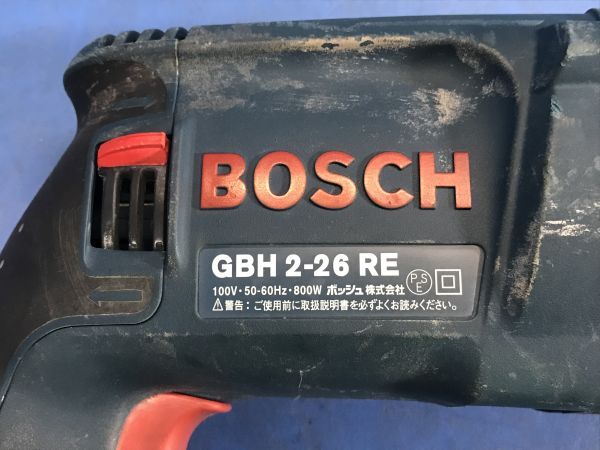 BOSCH
GBH 2-26 RE
100V・50-60Hz・800W ボッシュ株式会社 PSE
⚠警告：ご使用前に取扱説明書を必ずよくお読みください。